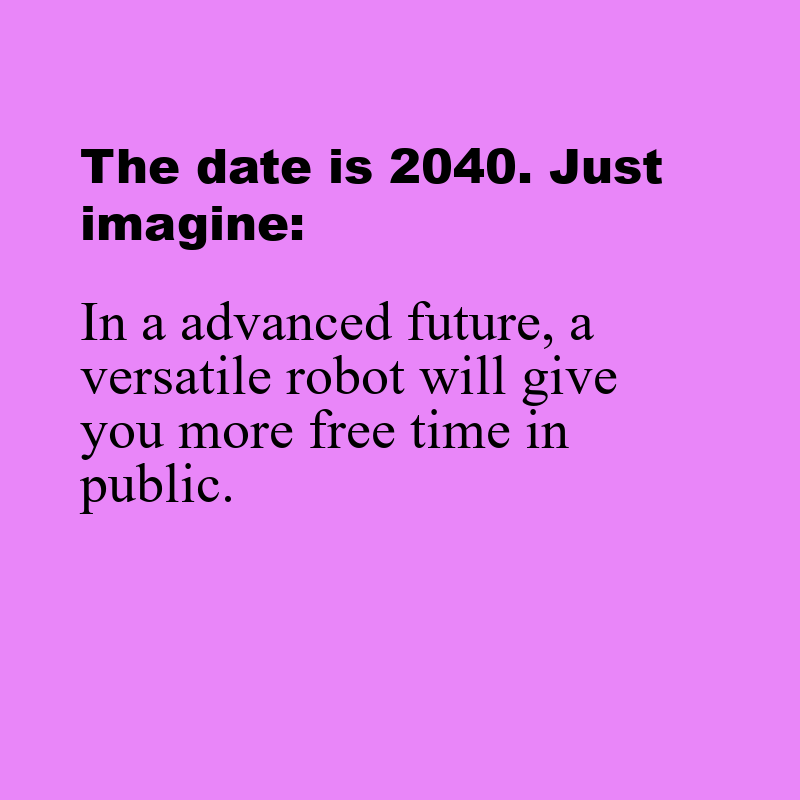 The date is 2040. Just
imagine:
In a advanced future, a
versatile robot will give
you more free time in
public.